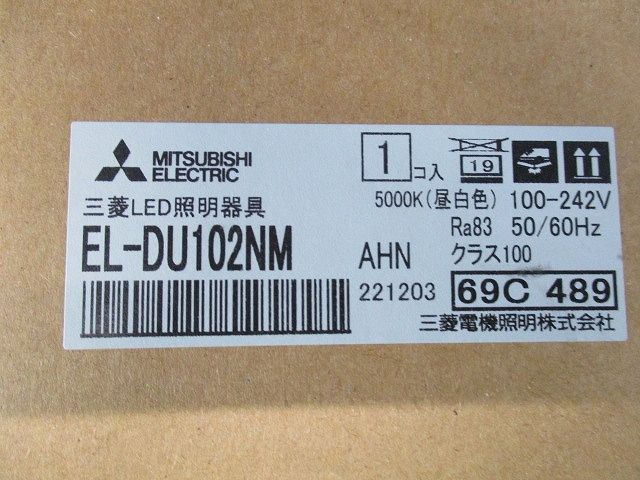 MITSUBISHI
ELECTRIC
1 コ入
19
三菱LED照明器具
5000K(昼白色) 100-242V
Ra83 50/60Hz
EL-DU102NM
AHN
クラス100
221203
69C 489
三菱電機照明株式会社